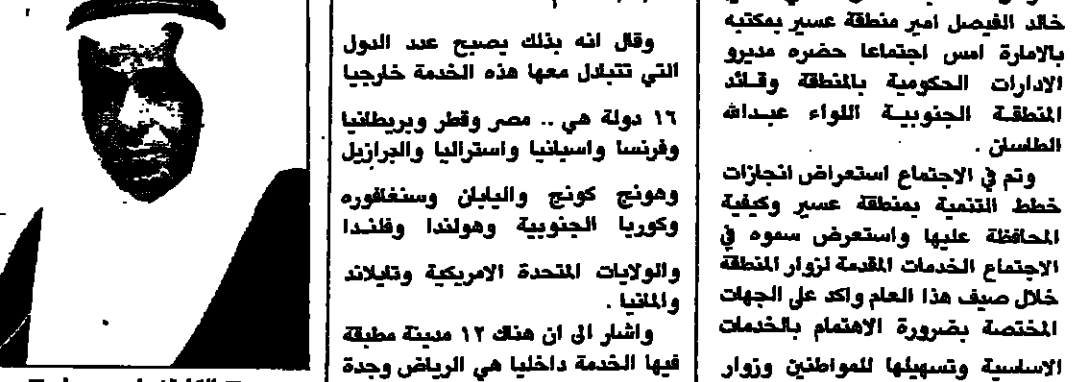 خالد الفيصل امير منطقة عسير بمكتبه
بالامارة امس اجتماعا حضره مديرو
الادارات الحكومية بالمنطقة وقائد
المنطقة الجنوبية اللواء عبدالله
الطاسان .
وتم في الاجتماع استعراض انجازات
خطط التنمية بمنطقة عسير وكيفية
المحافظة عليها واستعرض سموه في
الاجتماع الخدمات المقدمة لزوار المنطقة
خلال صيف هذا العام واكد على الجهات
المختصة بضرورة الاهتمام بالخدمات
الاساسية وتسهيلها للمواطنين وزوار
وقال انه بذلك يصبح عدد الدول
التي تتبادل معها هذه الخدمة خارجيا
١٦ دولة هي .. مصر وقطر وبريطانيا
وفرنسا واسبانيا واستراليا والبرازيل
وهونج كونج واليابان وسنغافوره
وكوريا الجنوبية وهولندا وفلندا
والولايات المتحدة الامريكية وتايلاند
والمانيا .
واشار الى ان هناك ١٢ مدينة مطبقة
فيها الخدمة داخليا هي الرياض وجدة